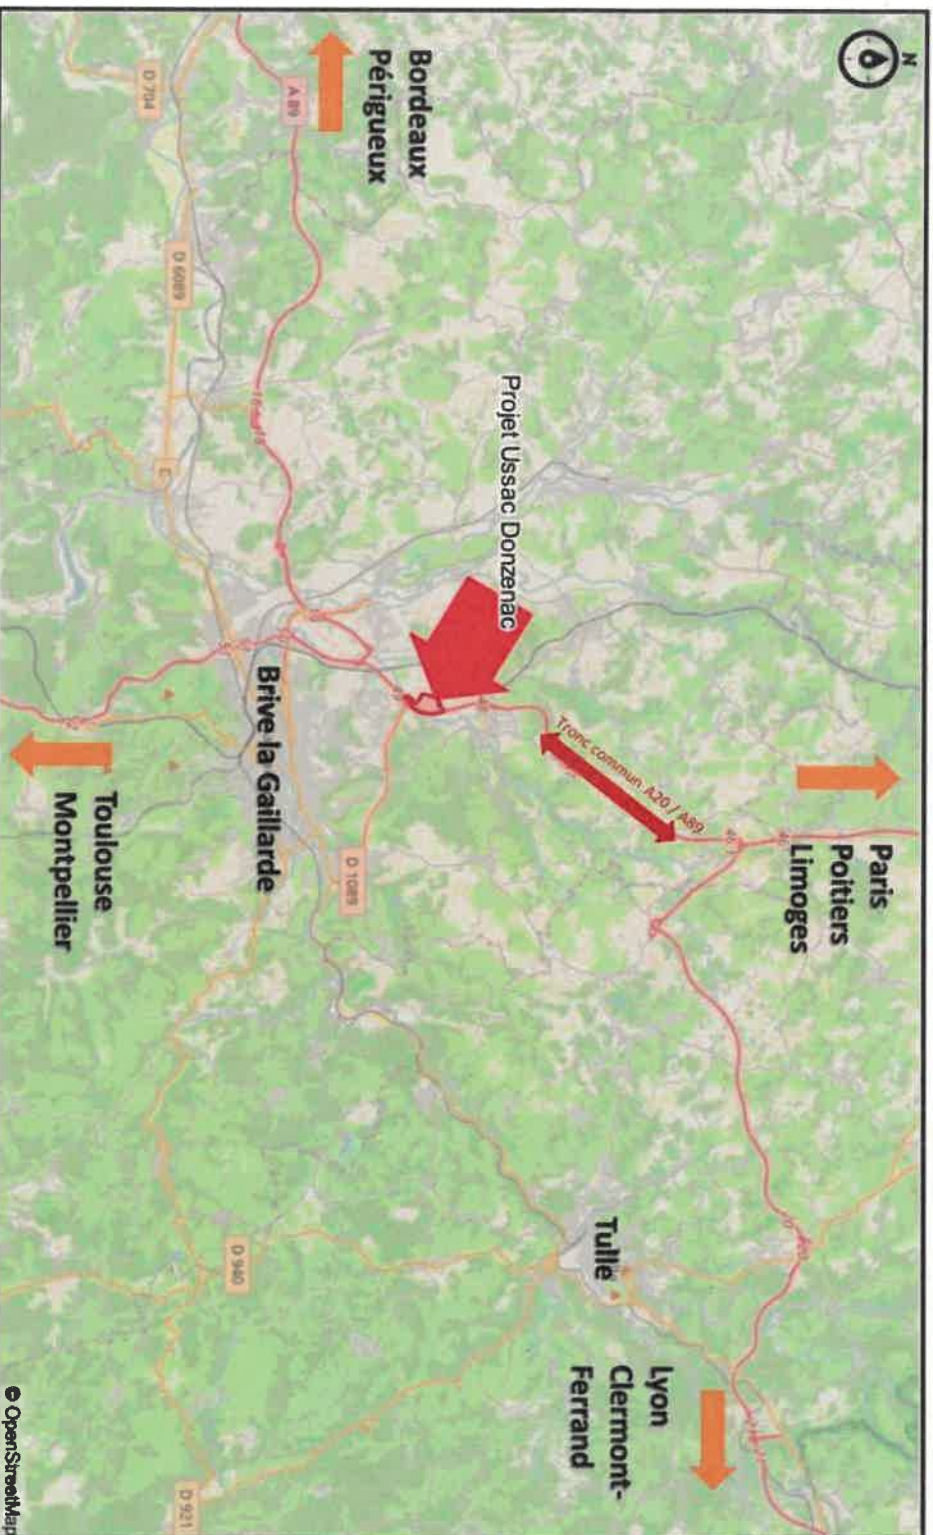 N
Bordeaux
Périgueux
Paris
Poitiers
Limoges
A 89
D 704
D 6089
Projet Ussac Donzenac
Tronc commun A20 / A89
Brive la Gaillarde
D 1089
Toulouse
Montpellier
Tulle
Lyon
Clermont-
Ferrand
D 940
D 921
© OpenStreetMap